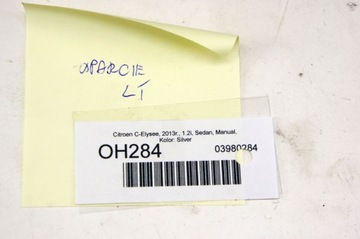 OPARCIE
LT
Citroen C-Elysee, 2013r., 1.2i, Sedan, Manual,
Kolor: Silver
OH284 03980284